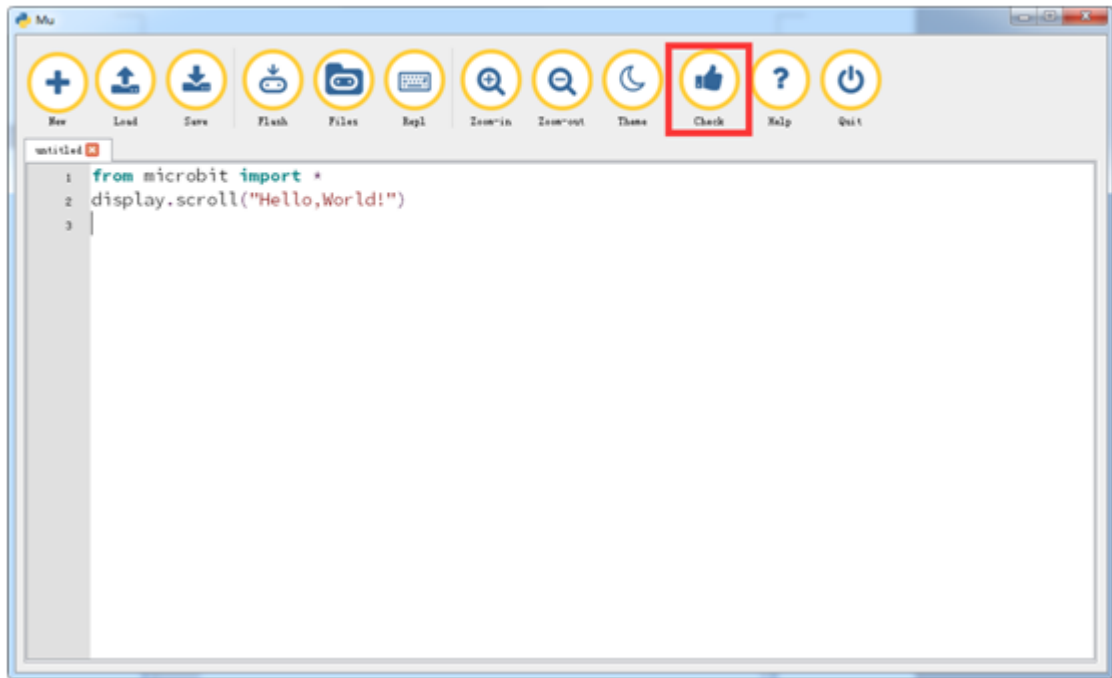 Mu
New Load Save Flash Files Repl Zoom-in Zoom-out Theme Check Help Quit
untitled
1 from microbit import *
2 display.scroll("Hello,World!")
3